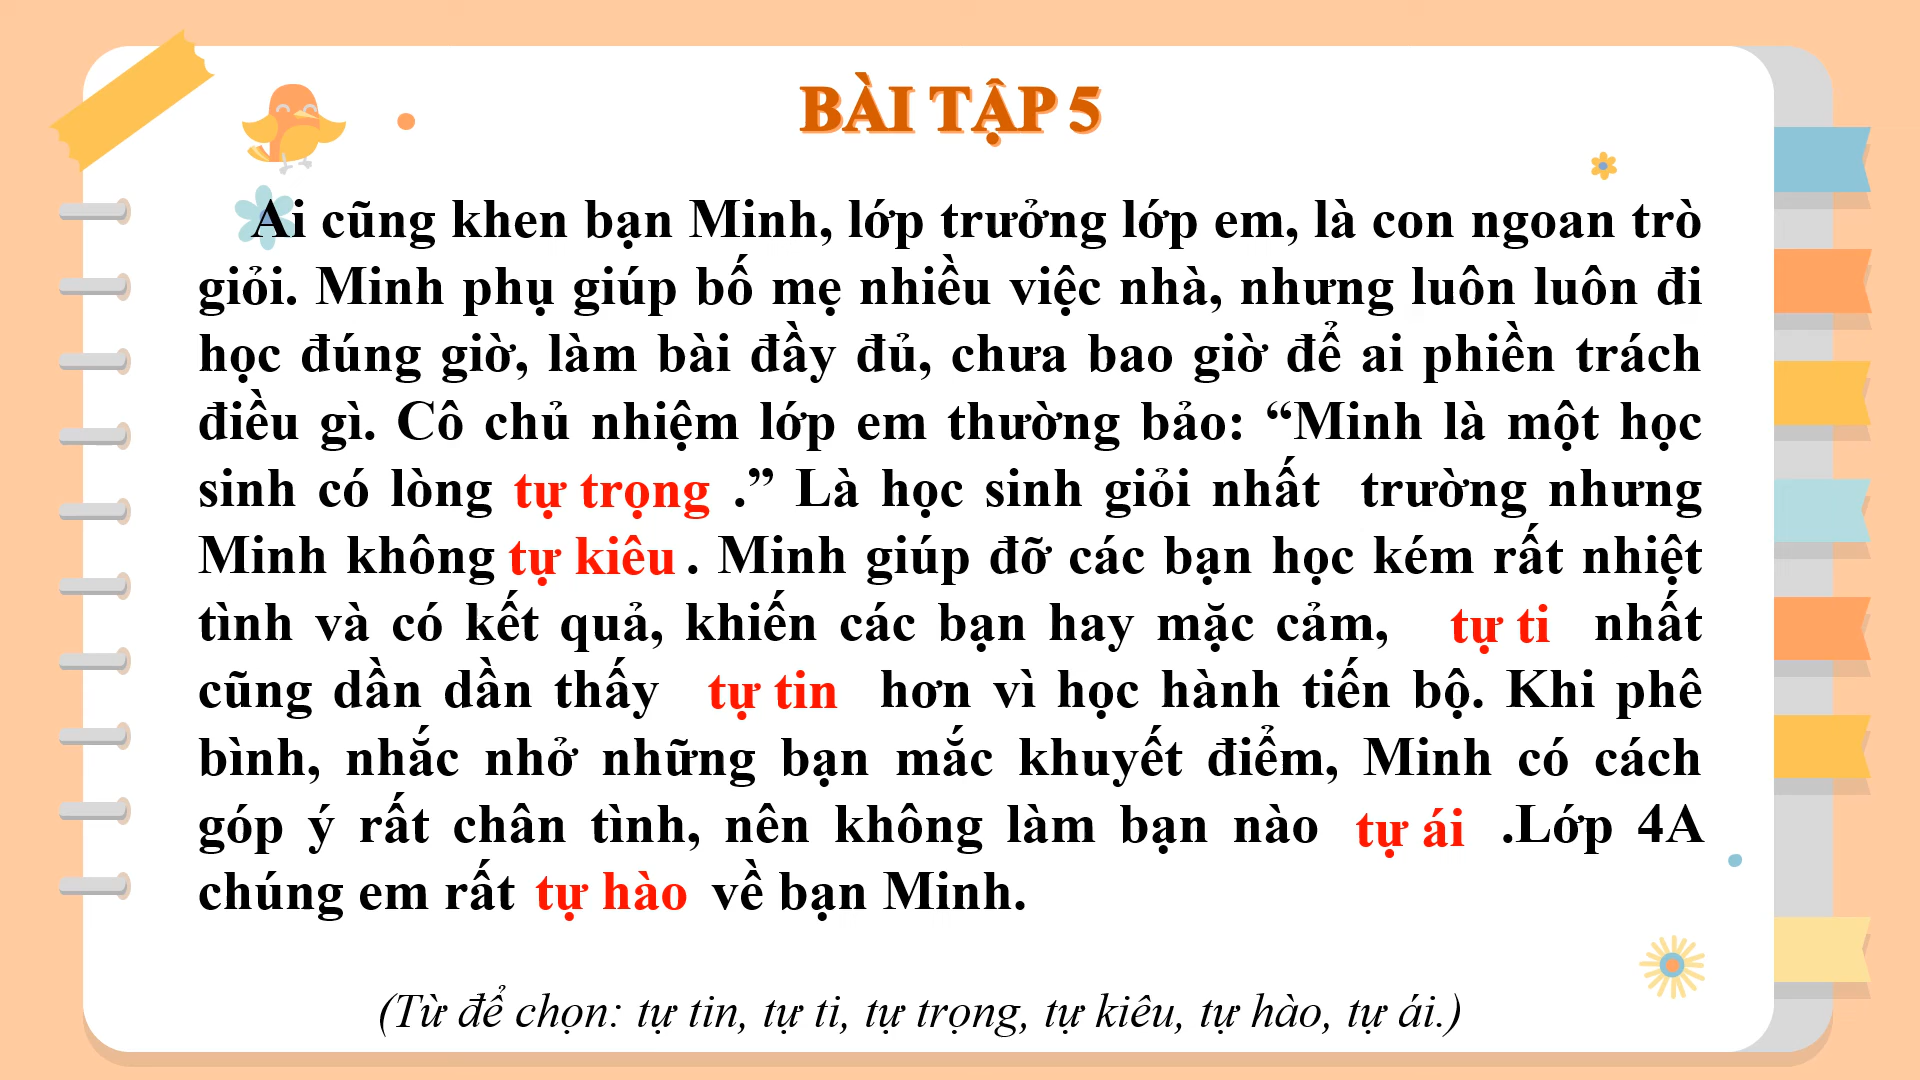 BÀI TẬP 5
Ai cũng khen bạn Minh, lớp trưởng lớp em, là con ngoan trò
giỏi. Minh phụ giúp bố mẹ nhiều việc nhà, nhưng luôn luôn đi
học đúng giờ, làm bài đầy đủ, chưa bao giờ để ai phiền trách
điều gì. Cô chủ nhiệm lớp em thường bảo: “Minh là một học
sinh có lòng tự trọng .” Là học sinh giỏi nhất trường nhưng
Minh không tự kiêu . Minh giúp đỡ các bạn học kém rất nhiệt
tình và có kết quả, khiến các bạn hay mặc cảm, tự ti nhất
cũng dần dần thấy tự tin hơn vì học hành tiến bộ. Khi phê
bình, nhắc nhở những bạn mắc khuyết điểm, Minh có cách
góp ý rất chân tình, nên không làm bạn nào tự ái .Lớp 4A
chúng em rất tự hào về bạn Minh.
(Từ để chọn: tự tin, tự ti, tự trọng, tự kiêu, tự hào, tự ái.)